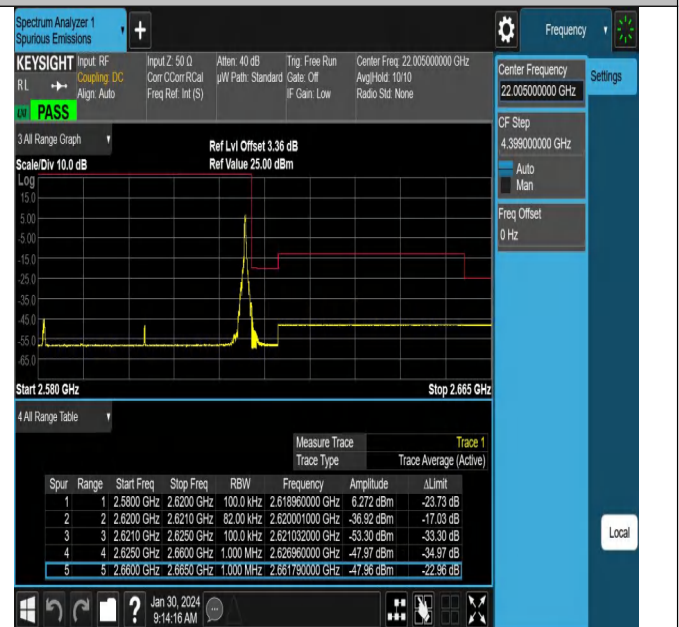 Spectrum Analyzer 1
Spurious Emissions
+
Frequency
KEYSIGHT
RL
Input: RF
Coupling: DC
Align: Auto
Input Z: 50 Ω
Corr CCorr RCal
Freq Ref: Int (S)
Atten: 40 dB
µW Path: Standard
Trig: Free Run
Gate: Off
IF Gain: Low
Center Freq: 22.005000000 GHz
Avg|Hold: 10/10
Radio Std: None
PASS
Center Frequency
22.005000000 GHz
Settings
CF Step
4.399000000 GHz
Auto
Man
Freq Offset
0 Hz
3 All Range Graph
Scale/Div 10.0 dB
Ref Lvl Offset 3.36 dB
Ref Value 25.00 dBm
Log
15.0
5.00
-5.00
-15.0
-25.0
-35.0
-45.0
-55.0
-65.0
Start 2.580 GHz Stop 2.665 GHz
4 All Range Table
Measure Trace Trace 1
Trace Type Trace Average (Active)
Spur Range Start Freq Stop Freq RBW Frequency Amplitude ΔLimit
1 1 2.5800 GHz 2.6200 GHz 100.0 kHz 2.618960000 GHz 6.272 dBm -23.73 dB
2 2 2.6200 GHz 2.6210 GHz 82.00 kHz 2.620001000 GHz -36.92 dBm -17.03 dB
3 3 2.6210 GHz 2.6250 GHz 100.0 kHz 2.621032000 GHz -53.30 dBm -33.30 dB
4 4 2.6250 GHz 2.6600 GHz 1.000 MHz 2.626960000 GHz -47.97 dBm -34.97 dB
5 5 2.6600 GHz 2.6650 GHz 1.000 MHz 2.661790000 GHz -47.96 dBm -22.96 dB
Local
?
Jan 30, 2024
9:14:16 AM